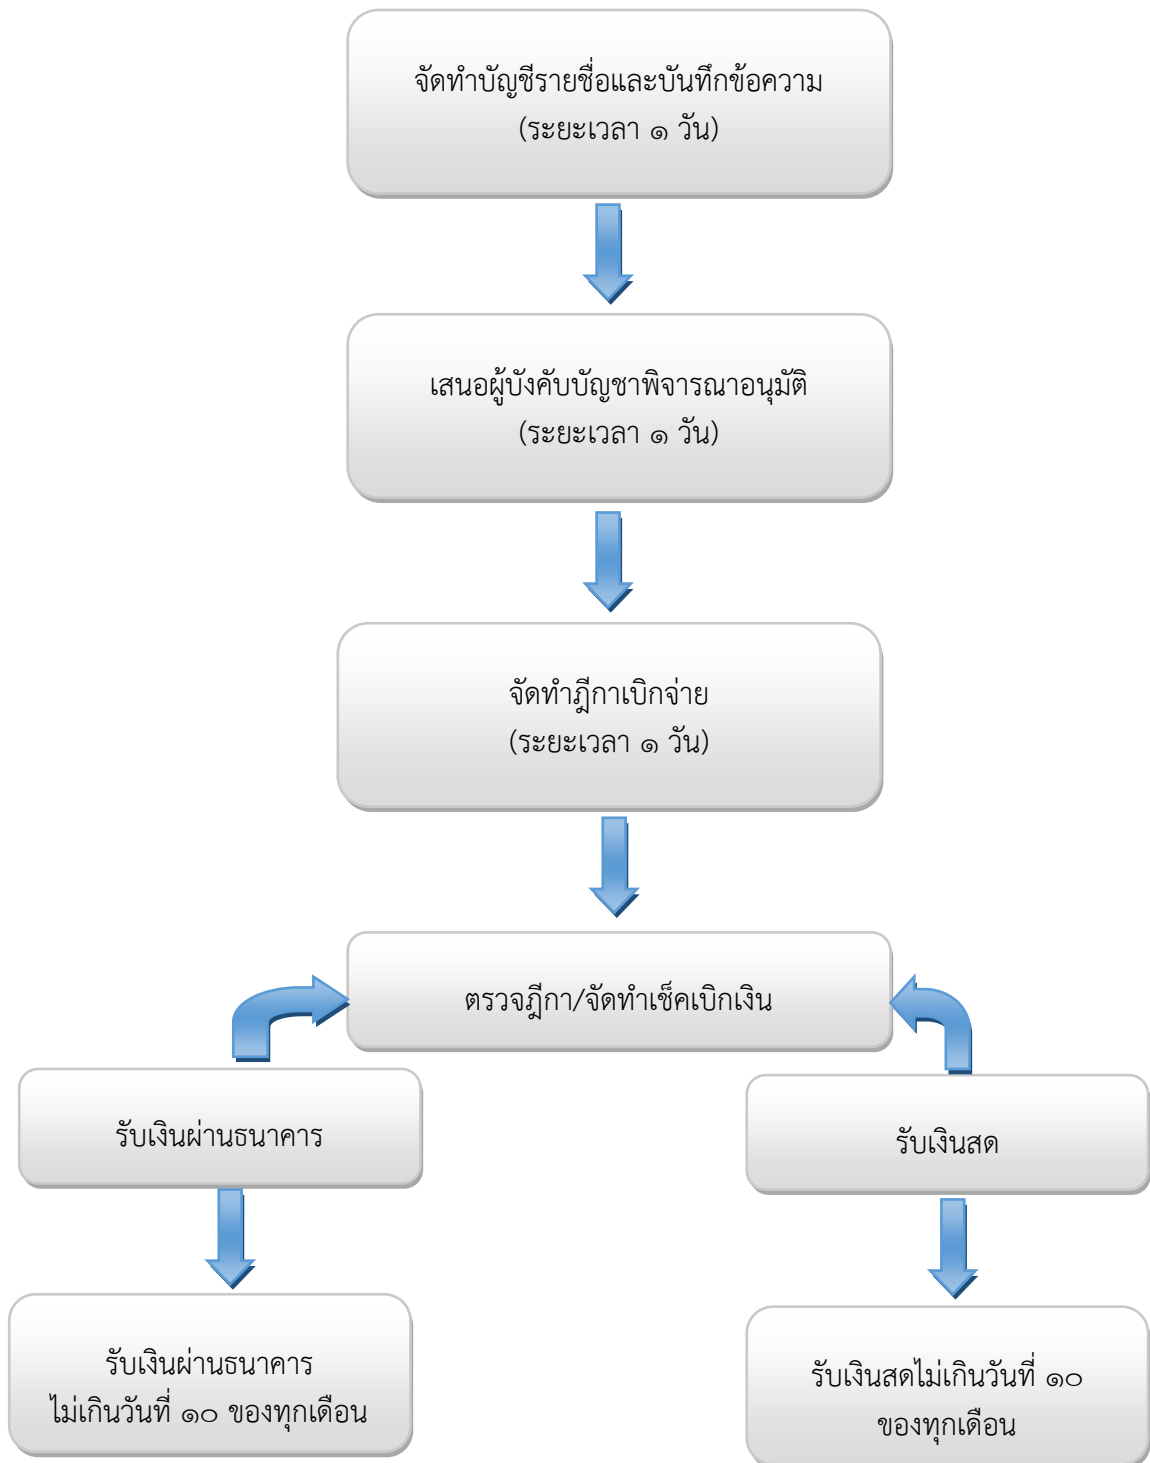 จัดทำบัญชีรายชื่อและบันทึกข้อความ
(ระยะเวลา ๑ วัน)
เสนอผู้บังคับบัญชาพิจารณาอนุมัติ
(ระยะเวลา ๑ วัน)
จัดทำฎีกาเบิกจ่าย
(ระยะเวลา ๑ วัน)
ตรวจฎีกา/จัดทำเช็คเบิกเงิน
รับเงินผ่านธนาคาร
รับเงินสด
รับเงินผ่านธนาคาร
ไม่เกินวันที่ ๑๐ ของทุกเดือน
รับเงินสดไม่เกินวันที่ ๑๐
ของทุกเดือน